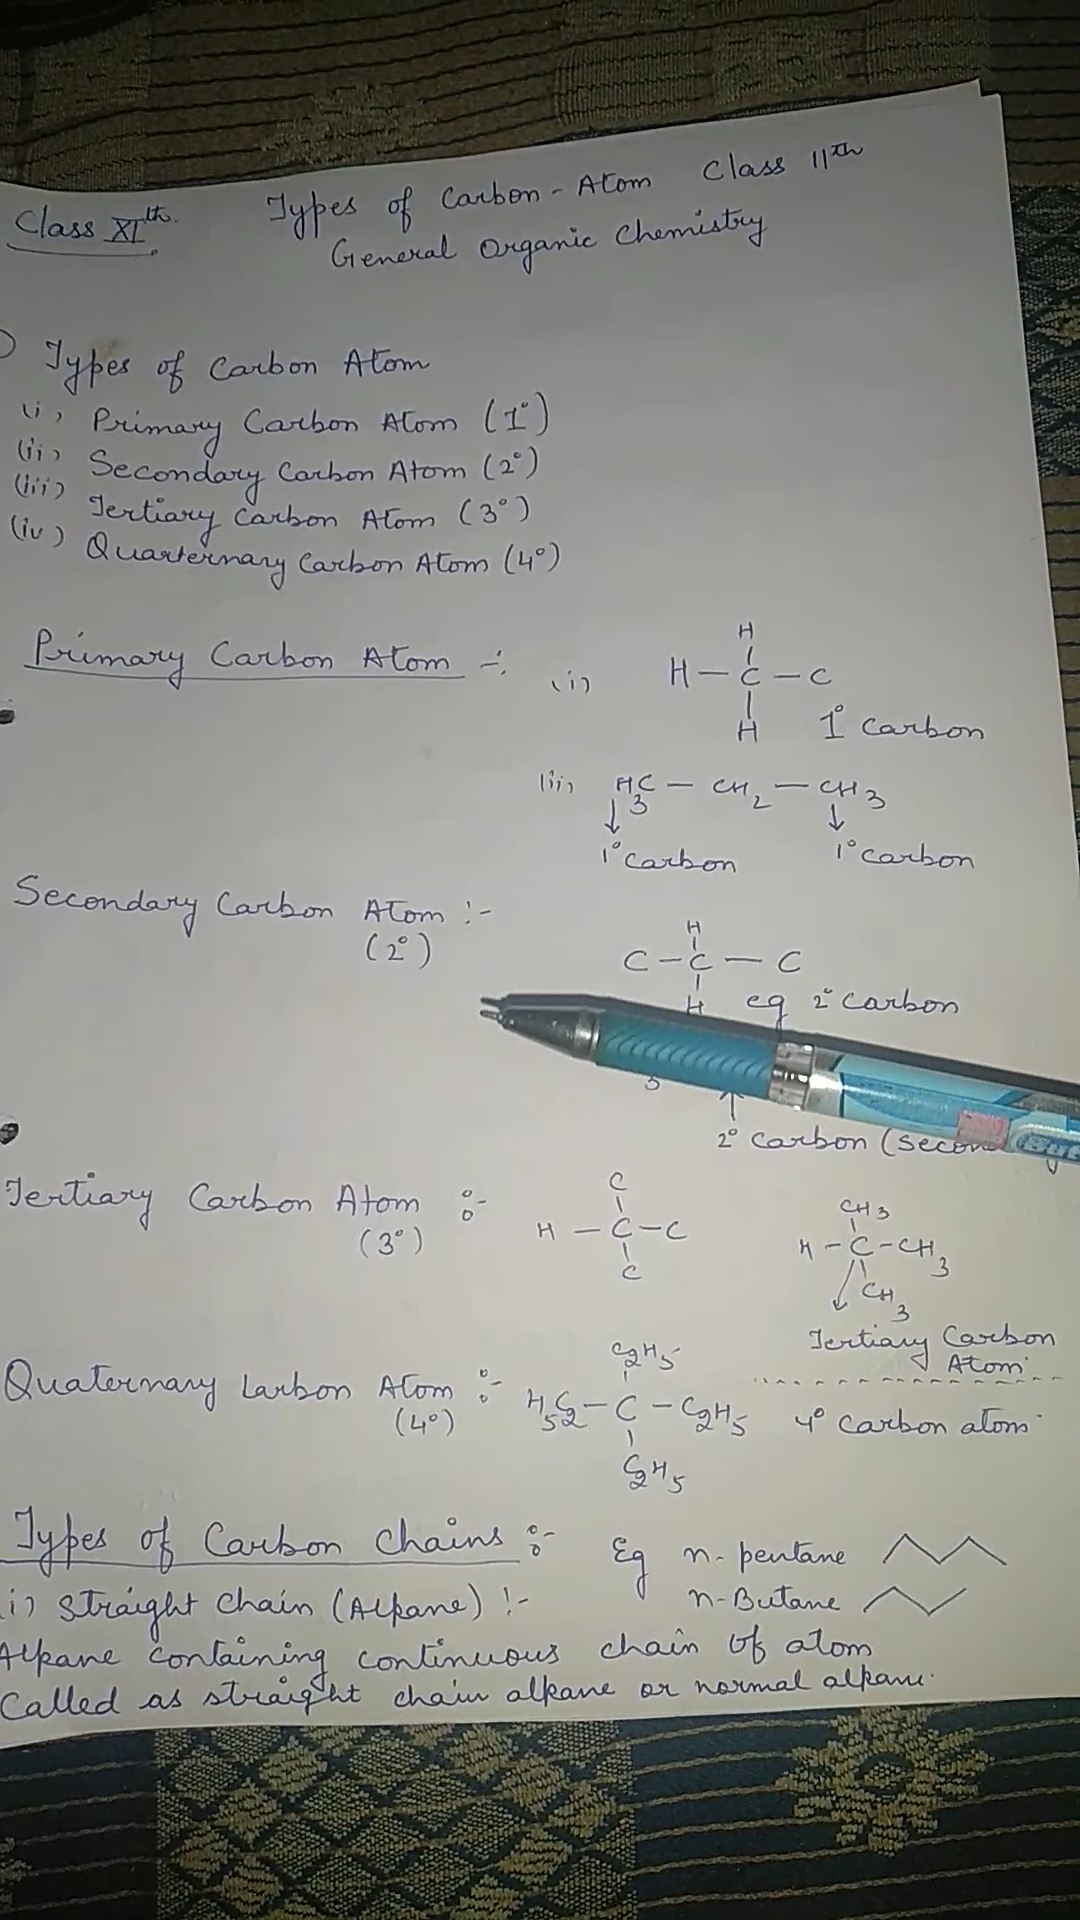 Class XIth.
Types of Carbon-Atom Class 11th
General Organic Chemistry
Types of Carbon Atom
(i) Primary Carbon Atom (1°)
(ii) Secondary Carbon Atom (2°)
(iii) Tertiary Carbon Atom (3°)
(iv) Quarternary Carbon Atom (4°)
Primary Carbon Atom :-
(i)
H
H — C — C
H 1° Carbon
(ii) H3C — CH2 — CH3
1° Carbon 1° Carbon
Secondary Carbon Atom :-
(2°)
H
C — C — C
H eg 2° Carbon
3
2° Carbon
Tertiary Carbon Atom :-
(3°)
C
H — C — C
C
CH3
H - C - CH3
CH3
Tertiary Carbon
Atom.
Quaternary Carbon Atom :-
(4°)
C2H5
H5C2 — C — C2H5 4° Carbon atom.
C2H5
Types of Carbon Chains :-
Eg n-pentane
n-Butane
(i) Straight Chain (Alkane) :-
Alkane containing continuous chain of atom
Called as straight chain alkane or normal alkane.